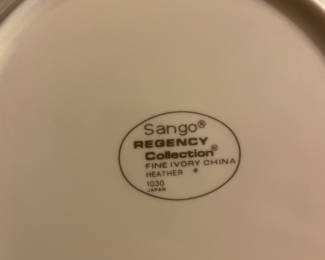 Sango®
REGENCY
Collection®
FINE IVORY CHINA
HEATHER
1030
JAPAN